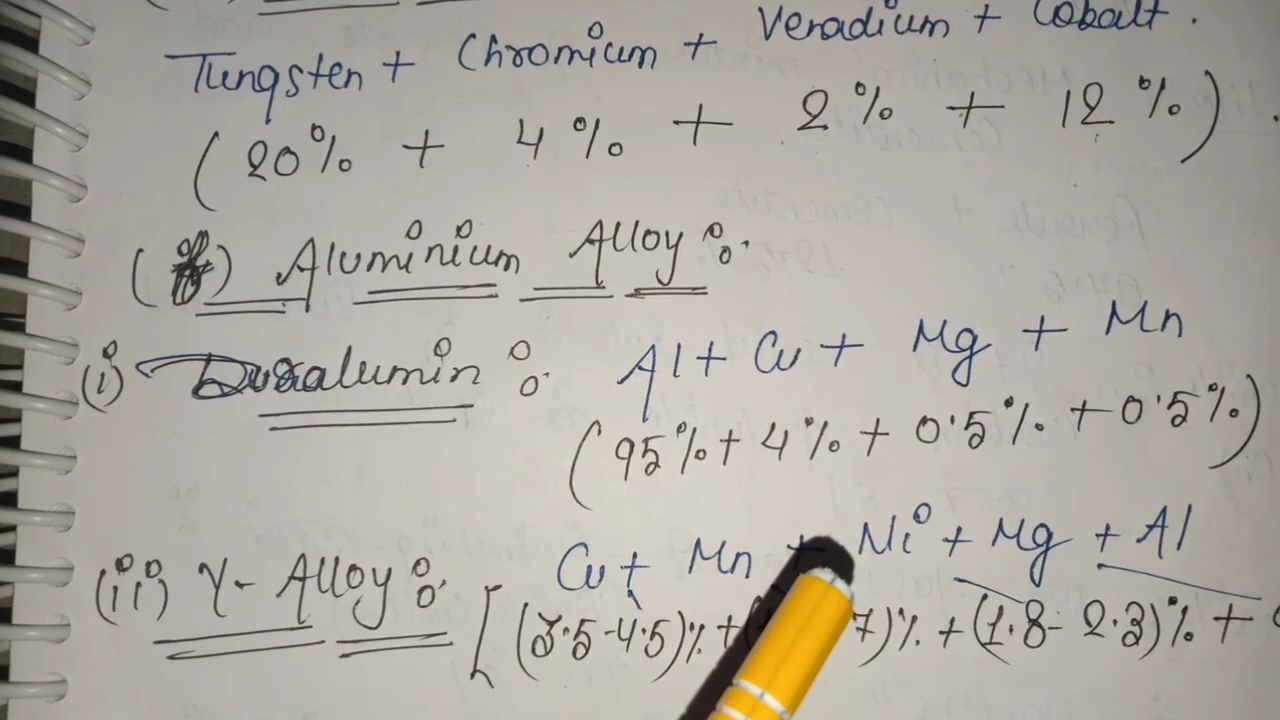 Tungsten + Chromium + Veradium + Cobalt.
(20% + 4% + 2% + 12%).
( ) Aluminium Alloy :
(i) Duralumin : Al + Cu + Mg + Mn
(95% + 4% + 0.5% + 0.5%)
(ii) Y-Alloy : Cu + Mn + Ni + Mg + Al
[(3.5-4.5)% + ( 7)% + (1.8-2.3)% +